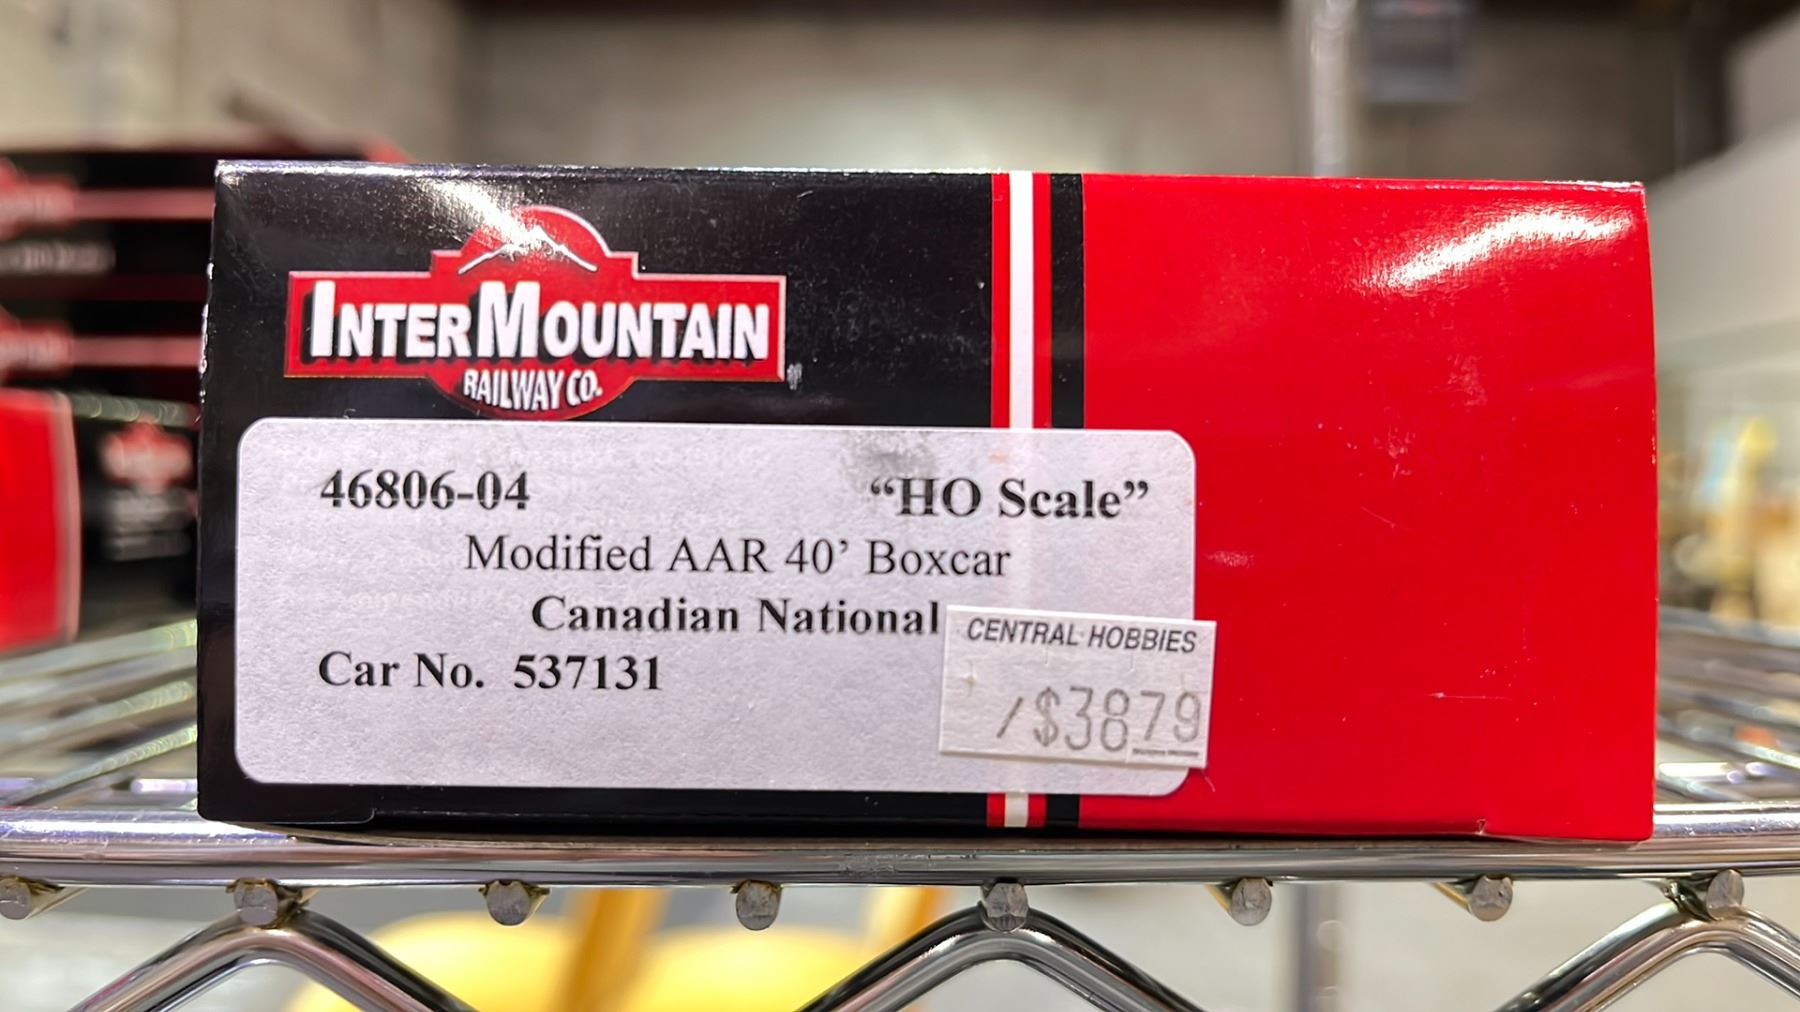 INTERMOUNTAIN
RAILWAY CO.
46806-04 “HO Scale”
Modified AAR 40’ Boxcar
Canadian National
Car No. 537131
CENTRAL HOBBIES
/$3879